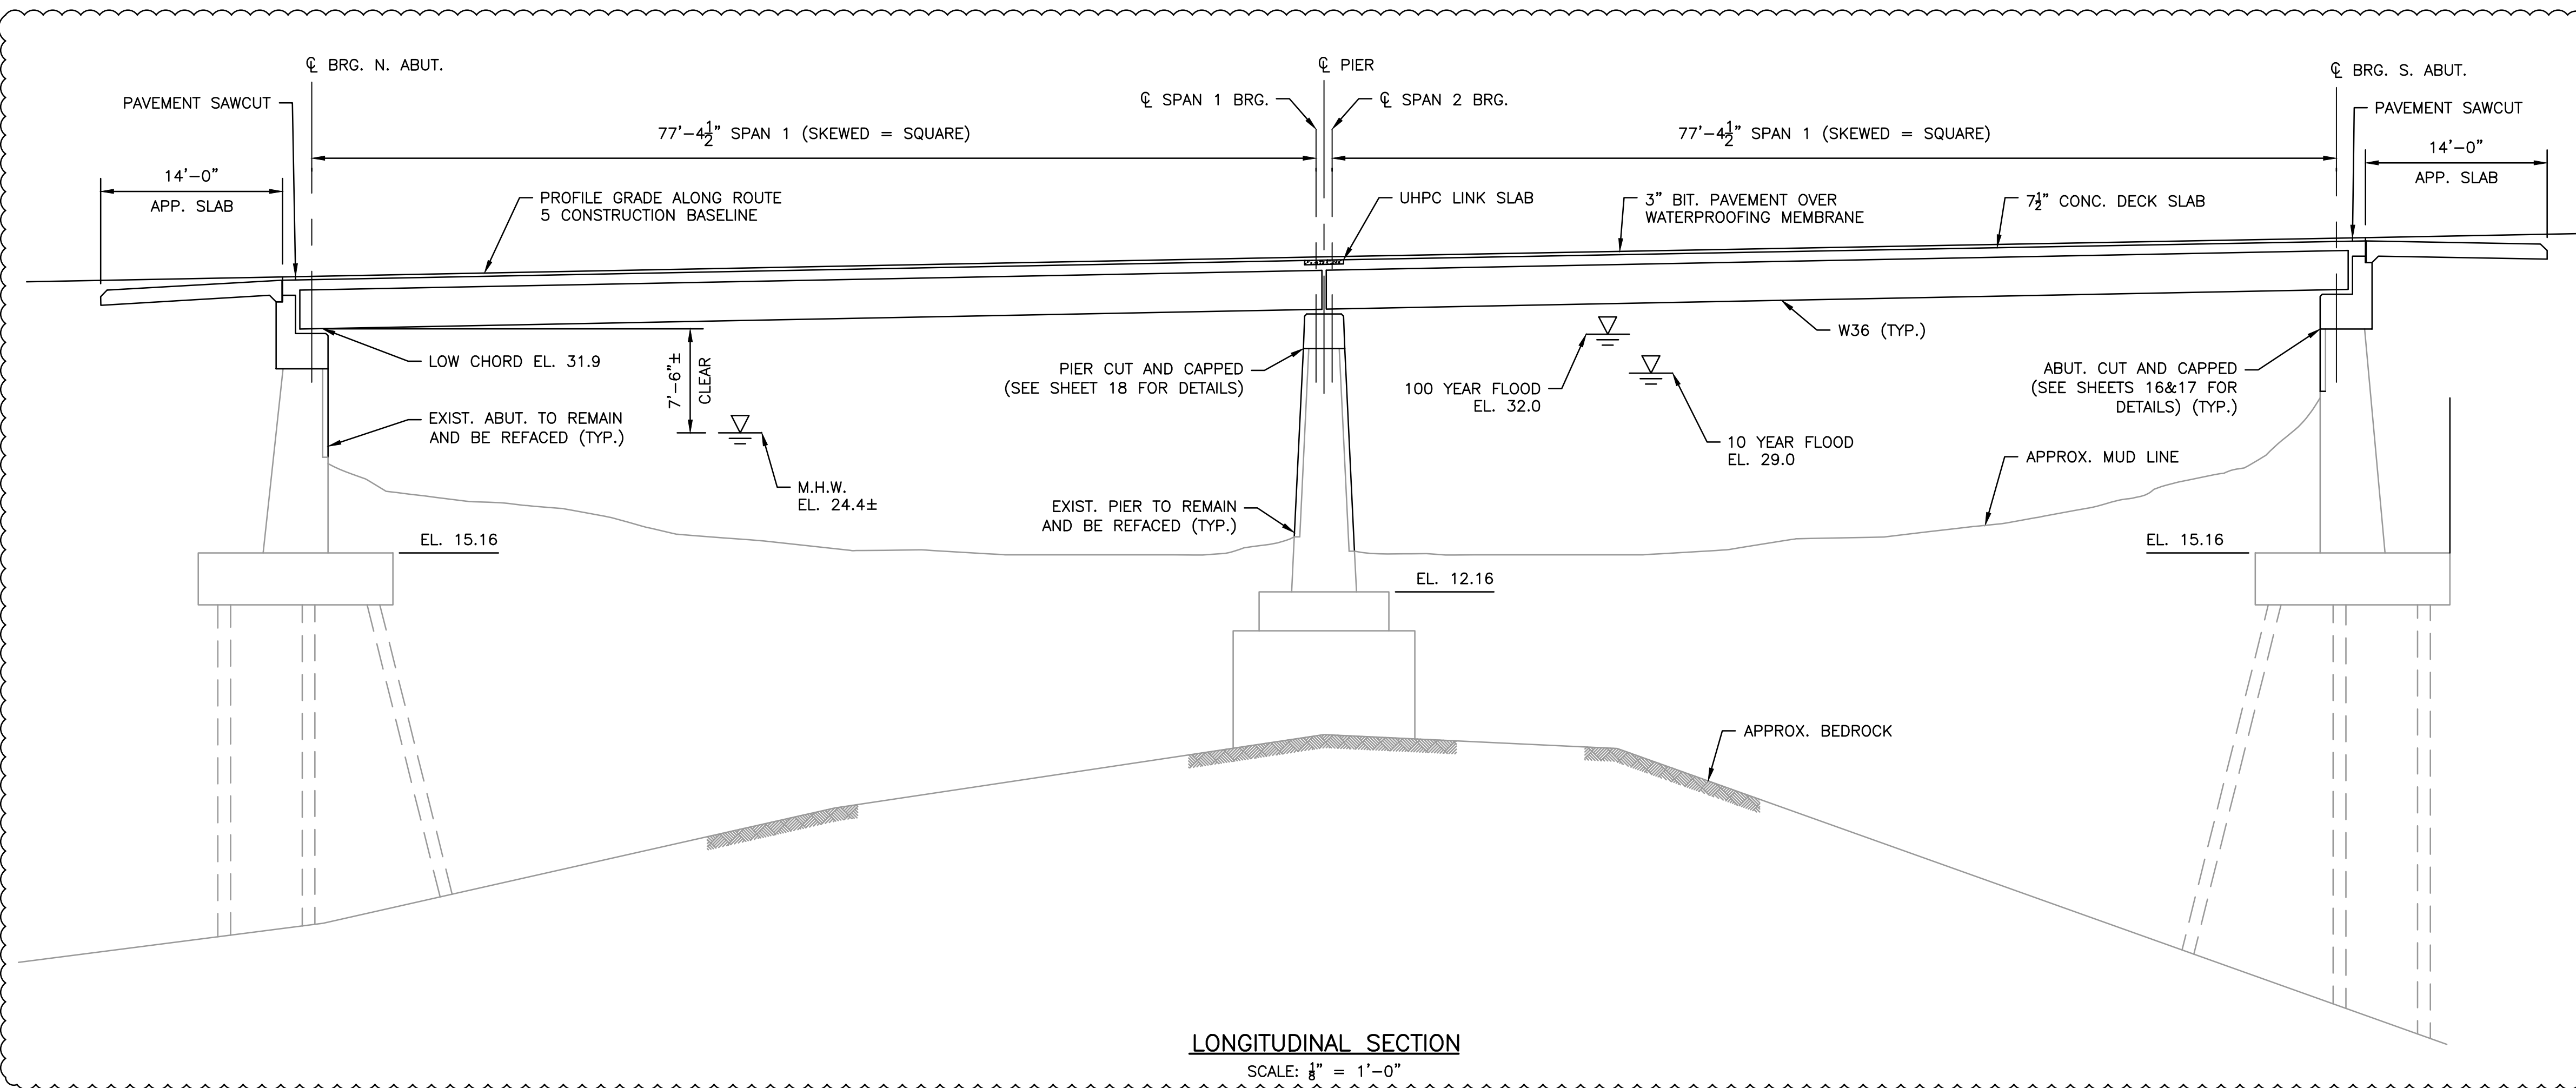 ℄ BRG. N. ABUT.
℄ PIER
℄ BRG. S. ABUT.
PAVEMENT SAWCUT
℄ SPAN 1 BRG.
℄ SPAN 2 BRG.
PAVEMENT SAWCUT
77'-4 1/2" SPAN 1 (SKEWED = SQUARE)
77'-4 1/2" SPAN 1 (SKEWED = SQUARE)
14'-0"
APP. SLAB
14'-0"
APP. SLAB
PROFILE GRADE ALONG ROUTE
5 CONSTRUCTION BASELINE
UHPC LINK SLAB
3" BIT. PAVEMENT OVER
WATERPROOFING MEMBRANE
7 1/2" CONC. DECK SLAB
W36 (TYP.)
LOW CHORD EL. 31.9
7'-6"±
CLEAR
PIER CUT AND CAPPED
(SEE SHEET 18 FOR DETAILS)
100 YEAR FLOOD
EL. 32.0
ABUT. CUT AND CAPPED
(SEE SHEETS 16&17 FOR
DETAILS) (TYP.)
EXIST. ABUT. TO REMAIN
AND BE REFACED (TYP.)
10 YEAR FLOOD
EL. 29.0
APPROX. MUD LINE
M.H.W.
EL. 24.4±
EXIST. PIER TO REMAIN
AND BE REFACED (TYP.)
EL. 15.16
EL. 15.16
EL. 12.16
APPROX. BEDROCK
LONGITUDINAL SECTION
SCALE: 1/8" = 1'-0"